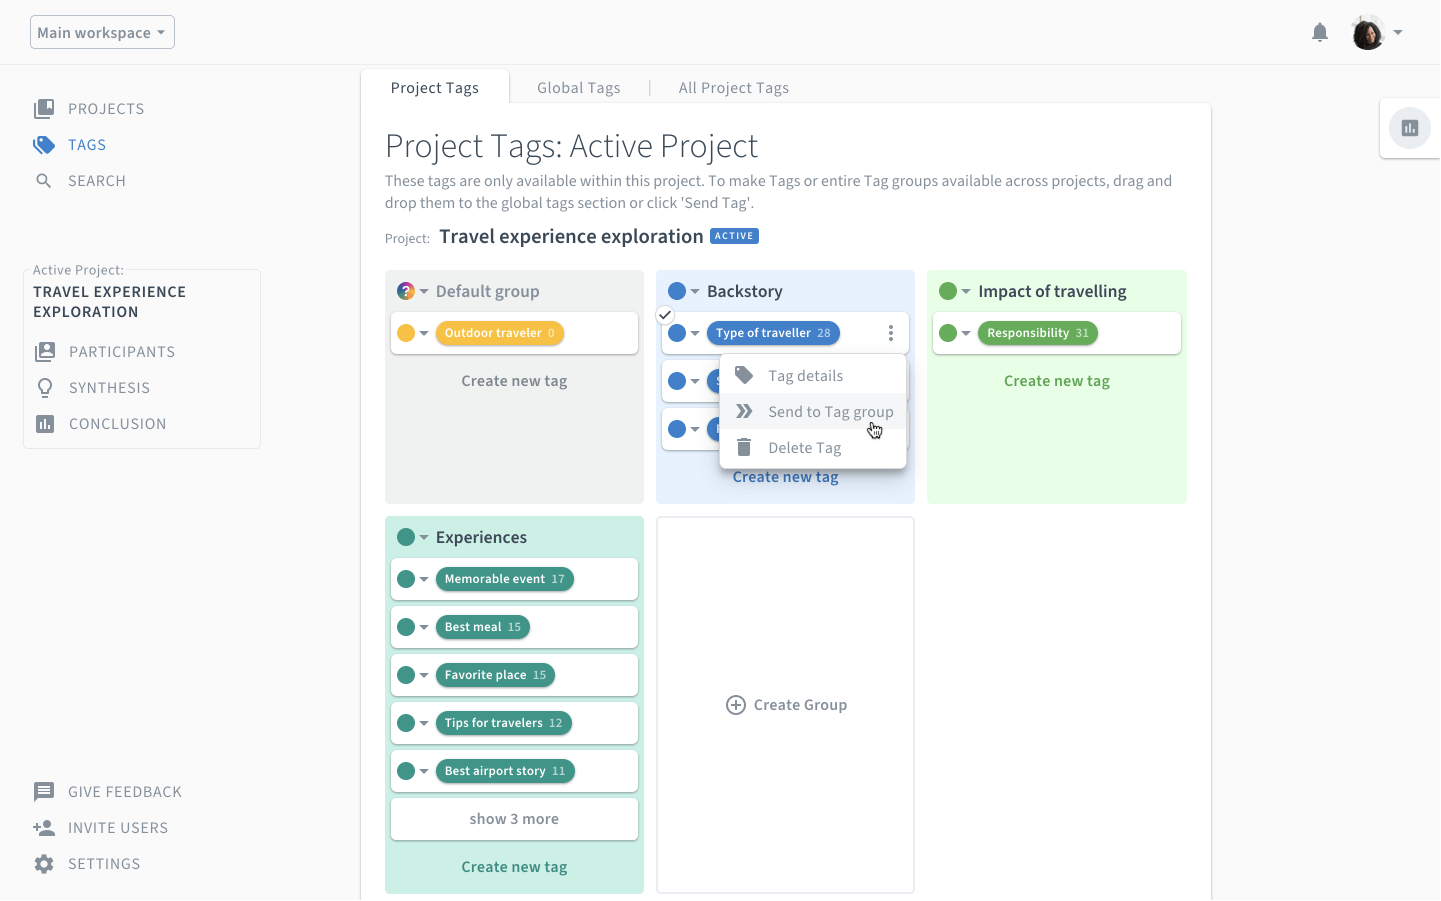 Main workspace
PROJECTS
TAGS
SEARCH
Active Project:
TRAVEL EXPERIENCE
EXPLORATION
PARTICIPANTS
SYNTHESIS
CONCLUSION
GIVE FEEDBACK
INVITE USERS
SETTINGS
Project Tags
Global Tags
All Project Tags
Project Tags: Active Project
These tags are only available within this project. To make Tags or entire Tag groups available across projects, drag and
drop them to the global tags section or click 'Send Tag'.
Project: Travel experience exploration ACTIVE
? Default group
Outdoor traveler 0
Create new tag
Backstory
Type of traveller 28
Tag details
Send to Tag group
Delete Tag
Create new tag
Impact of travelling
Responsibility 31
Create new tag
Experiences
Memorable event 17
Best meal 15
Favorite place 15
Tips for travelers 12
Best airport story 11
show 3 more
Create new tag
Create Group